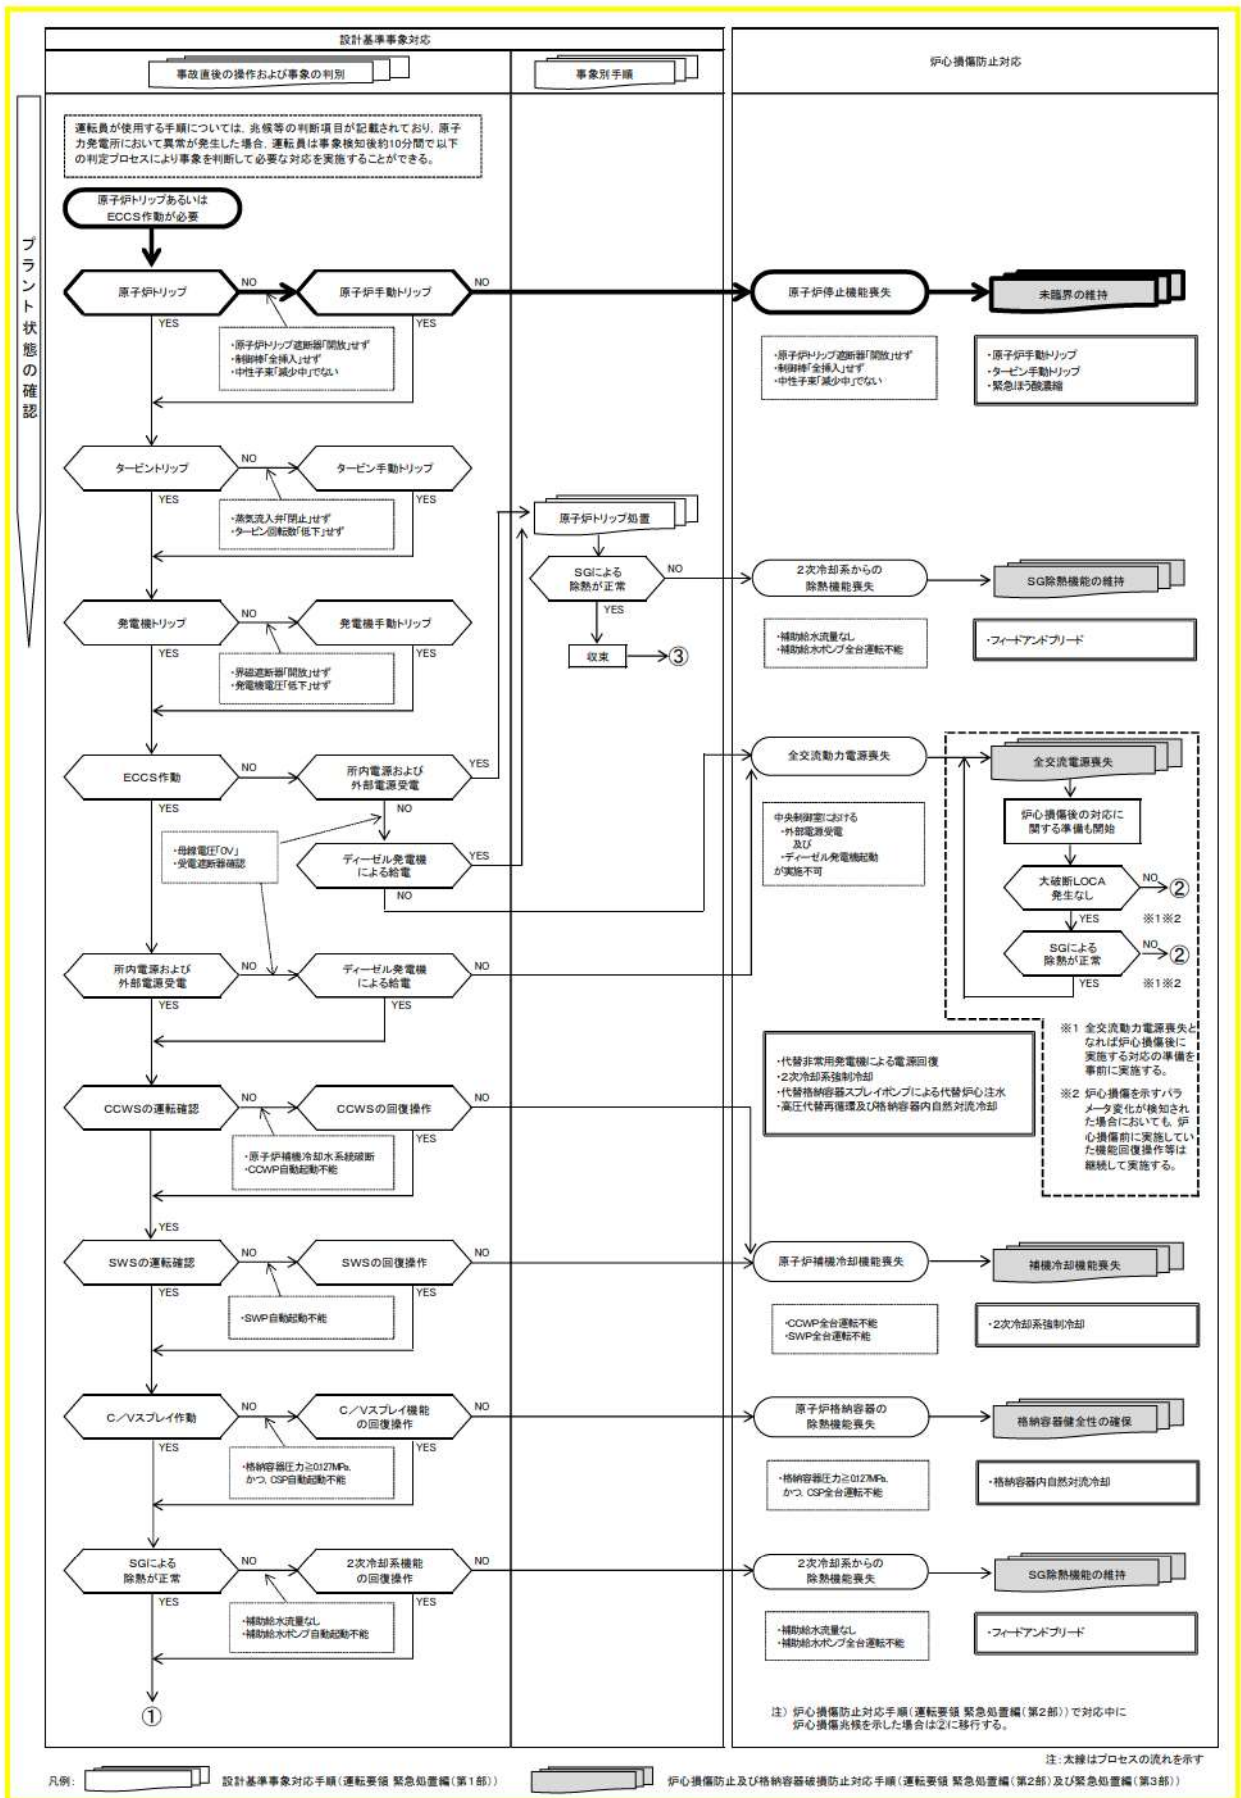 設計基準事象対応
炉心損傷防止対応
事故直後の操作および事象の判別
事象別手順
プラント状態の確認
運転員が使用する手順については、兆候等の判断項目が記載されており、原子
力発電所において異常が発生した場合、運転員は事象検知後約10分間で以下
の判定プロセスにより事象を判断して必要な対応を実施することができる。
原子炉トリップあるいは
ECCS作動が必要
原子炉トリップ
NO
原子炉手動トリップ
NO
原子炉停止機能喪失
未臨界の維持
YES
YES
・原子炉トリップ遮断器「開放」せず
・制御棒「全挿入」せず
・中性子束「減少中」でない
・原子炉トリップ遮断器「開放」せず
・制御棒「全挿入」せず
・中性子束「減少中」でない
・原子炉手動トリップ
・タービン手動トリップ
・緊急ほう酸濃縮
タービントリップ
NO
タービン手動トリップ
YES
YES
・蒸気流入弁「閉止」せず
・タービン回転数「低下」せず
原子炉トリップ処置
SGによる
除熱が正常
NO
YES
収束
③
2次冷却系からの
除熱機能喪失
SG除熱機能の維持
・補助給水流量なし
・補助給水ポンプ全台運転不能
・フィードアンドブリード
発電機トリップ
NO
発電機手動トリップ
YES
YES
・界磁遮断器「開放」せず
・発電機電圧「低下」せず
ECCS作動
NO
所内電源および
外部電源受電
YES
YES
NO
・母線電圧「0V」
・受電遮断器確認
ディーゼル発電機
による給電
YES
NO
全交流動力電源喪失
中央制御室における
・外部電源受電
及び
・ディーゼル発電機起動
が実施不可
全交流電源喪失
炉心損傷後の対応に
関する準備も開始
大破断LOCA
発生なし
NO
②
YES
※1※2
SGによる
除熱が正常
NO
②
YES
※1※2
※1 全交流動力電源喪失と
なれば炉心損傷後に
実施する対応の準備を
事前に実施する。
※2 炉心損傷を示すパラ
メータ変化が検知され
た場合においても、炉
心損傷前に実施してい
た機能回復操作等は
継続して実施する。
所内電源および
外部電源受電
NO
ディーゼル発電機
による給電
NO
YES
YES
・代替非常用発電機による電源回復
・2次冷却系強制冷却
・代替格納容器スプレイポンプによる代替炉心注水
・高圧代替再循環及び格納容器内自然対流冷却
CCWSの運転確認
NO
CCWSの回復操作
NO
YES
YES
・原子炉補機冷却水系統破断
・CCWP自動起動不能
YES
SWSの運転確認
NO
SWSの回復操作
NO
原子炉補機冷却機能喪失
補機冷却機能喪失
YES
YES
・SWP自動起動不能
・CCWP全台運転不能
・SWP全台運転不能
・2次冷却系強制冷却
C/Vスプレイ作動
NO
C/Vスプレイ機能
の回復操作
NO
原子炉格納容器の
除熱機能喪失
格納容器健全性の確保
YES
YES
・格納容器圧力≧0.127MPa、
かつ、CSP自動起動不能
・格納容器圧力≧0.127MPa、
かつ、CSP全台運転不能
・格納容器内自然対流冷却
SGによる
除熱が正常
NO
2次冷却系機能
の回復操作
NO
2次冷却系からの
除熱機能喪失
SG除熱機能の維持
YES
YES
・補助給水流量なし
・補助給水ポンプ自動起動不能
・補助給水流量なし
・補助給水ポンプ全台運転不能
・フィードアンドブリード
①
注）炉心損傷防止対応手順（運転要領 緊急処置編（第2部））で対応中に
炉心損傷兆候を示した場合は②に移行する。
注：太線はプロセスの流れを示す
凡例：
設計基準事象対応手順（運転要領 緊急処置編（第1部））
炉心損傷防止及び格納容器破損防止対応手順（運転要領 緊急処置編（第2部）及び緊急処置編（第3部））